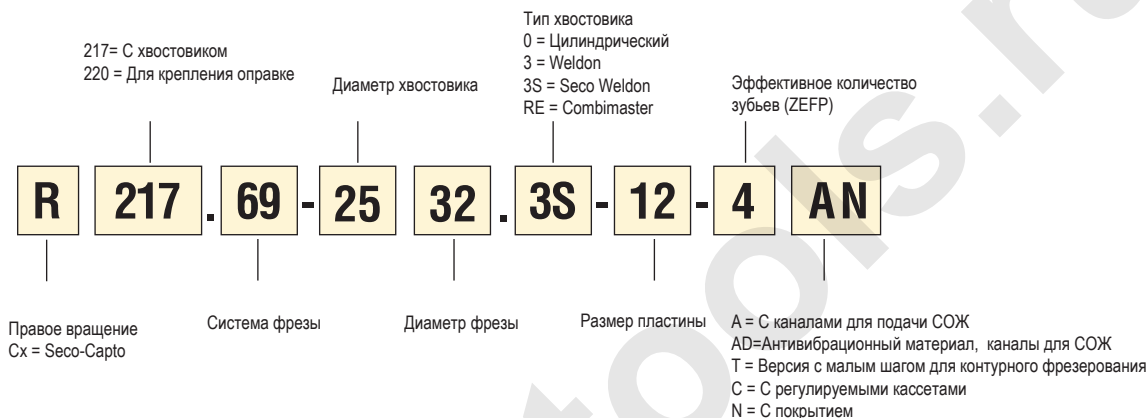 Тип хвостовика
0 = Цилиндрический
3 = Weldon
3S = Seco Weldon
RE = Combimaster
217= С хвостовиком
220 = Для крепления оправке
Диаметр хвостовика
Эффективное количество
зубьев (ZEFP)
R 217 . 69 - 25 32 . 3S - 12 - 4 AN
Правое вращение
Cx = Seco-Capto
Система фрезы
Диаметр фрезы
Размер пластины
A = С каналами для подачи СОЖ
AD=Антивибрационный материал, каналы для СОЖ
T = Версия с малым шагом для контурного фрезерования
C = С регулируемыми кассетами
N = С покрытием
tools.ru